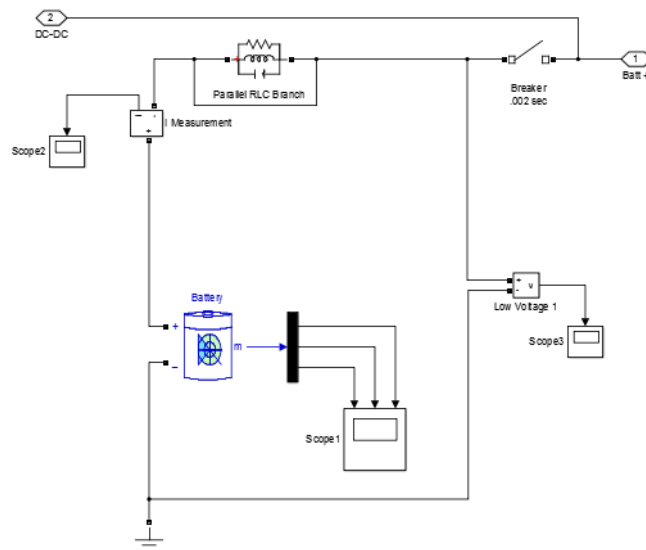 2
DC-DC
1
Batt +
Breaker
.002 sec
Parallel RLC Branch
I Measurement
Scope2
Battery
m
v
Low Voltage 1
Scope3
Scope1